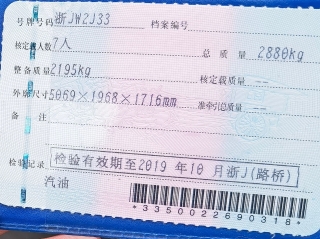 号牌号码 浙JW2J33 档案编号
核定载人数 7人 总质量 2880kg
整备质量 2195kg 核定载质量 --
外廓尺寸 5069×1968×1716mm 准牵引总质量 --
备注
检验记录 检验有效期至2019年10月浙J(路桥)
汽油
*3350022690318*